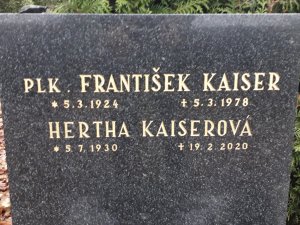 PLK. FRANTIŠEK KAISER
* 5.3.1924 † 5.3.1978
HERTHA KAISEROVÁ
* 5.7.1930 † 19.2.2020